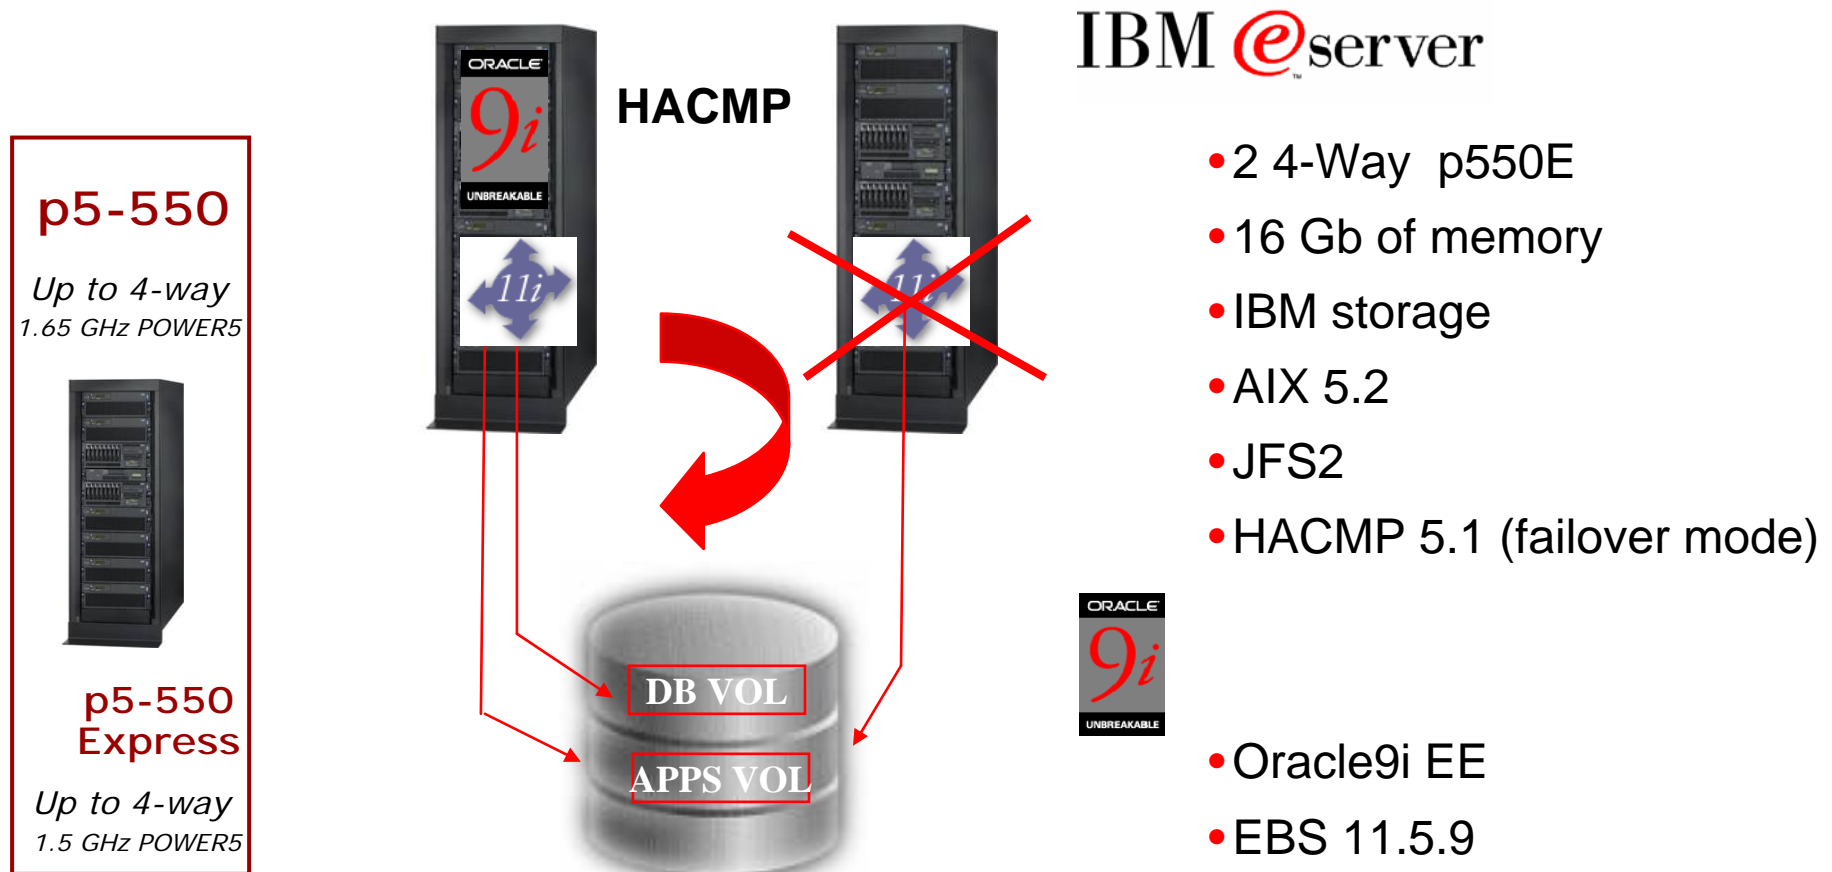 p5-550
Up to 4-way
1.65 GHz POWER5
p5-550
Express
Up to 4-way
1.5 GHz POWER5
ORACLE
9i
UNBREAKABLE
11i
HACMP
11i
DB VOL
APPS VOL
IBM eserver™
•2 4-Way p550E
•16 Gb of memory
•IBM storage
•AIX 5.2
•JFS2
•HACMP 5.1 (failover mode)
ORACLE
9i
UNBREAKABLE
•Oracle9i EE
•EBS 11.5.9